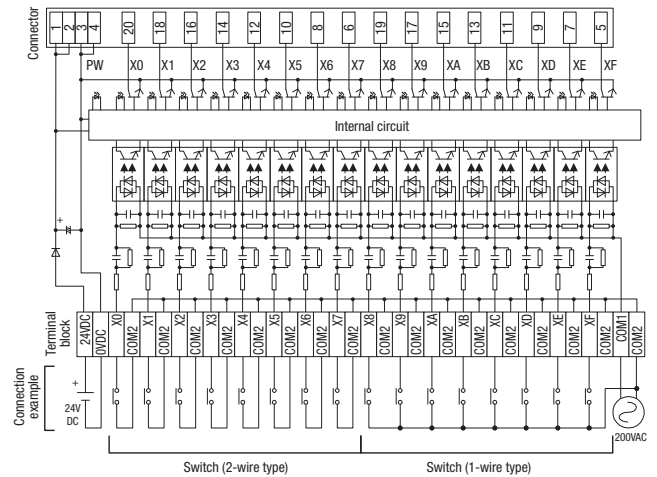 Connector
1 2 3 4 20 18 16 14 12 10 8 6 19 17 15 13 11 9 7 5
PW X0 X1 X2 X3 X4 X5 X6 X7 X8 X9 XA XB XC XD XE XF
Internal circuit
+
Terminal
block
24VDC 0VDC X0 COM2 X1 COM2 X2 COM2 X3 COM2 X4 COM2 X5 COM2 X6 COM2 X7 COM2 X8 COM2 X9 COM2 XA COM2 XB COM2 XC COM2 XD COM2 XE COM2 XF COM2 COM1 COM2
Connection
example
+
24V
DC
200VAC
Switch (2-wire type) Switch (1-wire type)